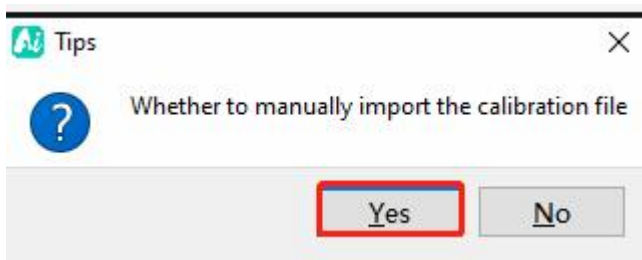 Ai Tips
Whether to manually import the calibration file
?
Yes
No